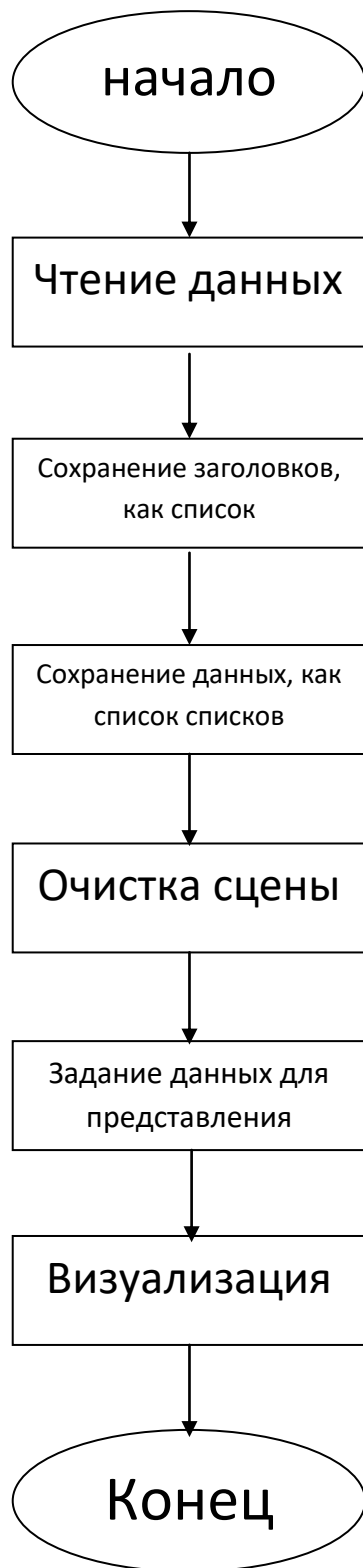 начало
Чтение данных
Сохранение заголовков,
как список
Сохранение данных, как
список списков
Очистка сцены
Задание данных для
представления
Визуализация
Конец